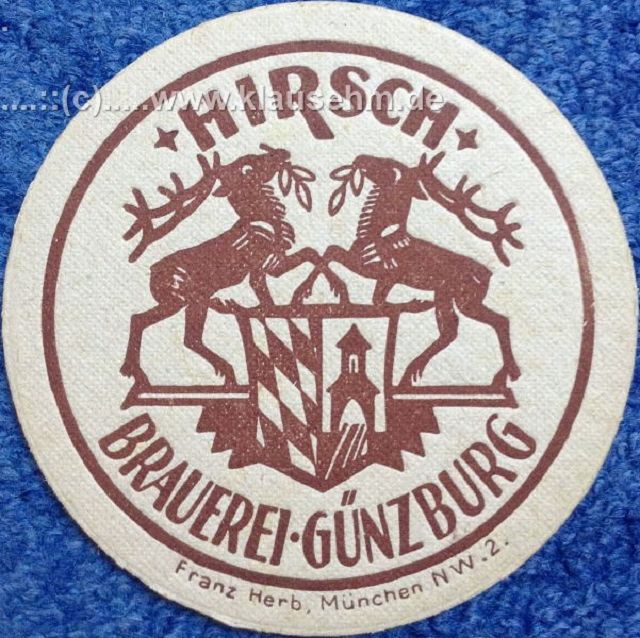 .....::(c).....www.klausehm.de
HIRSCH
BRAUEREI·GÜNZBURG
Franz Herb, München NW.2.